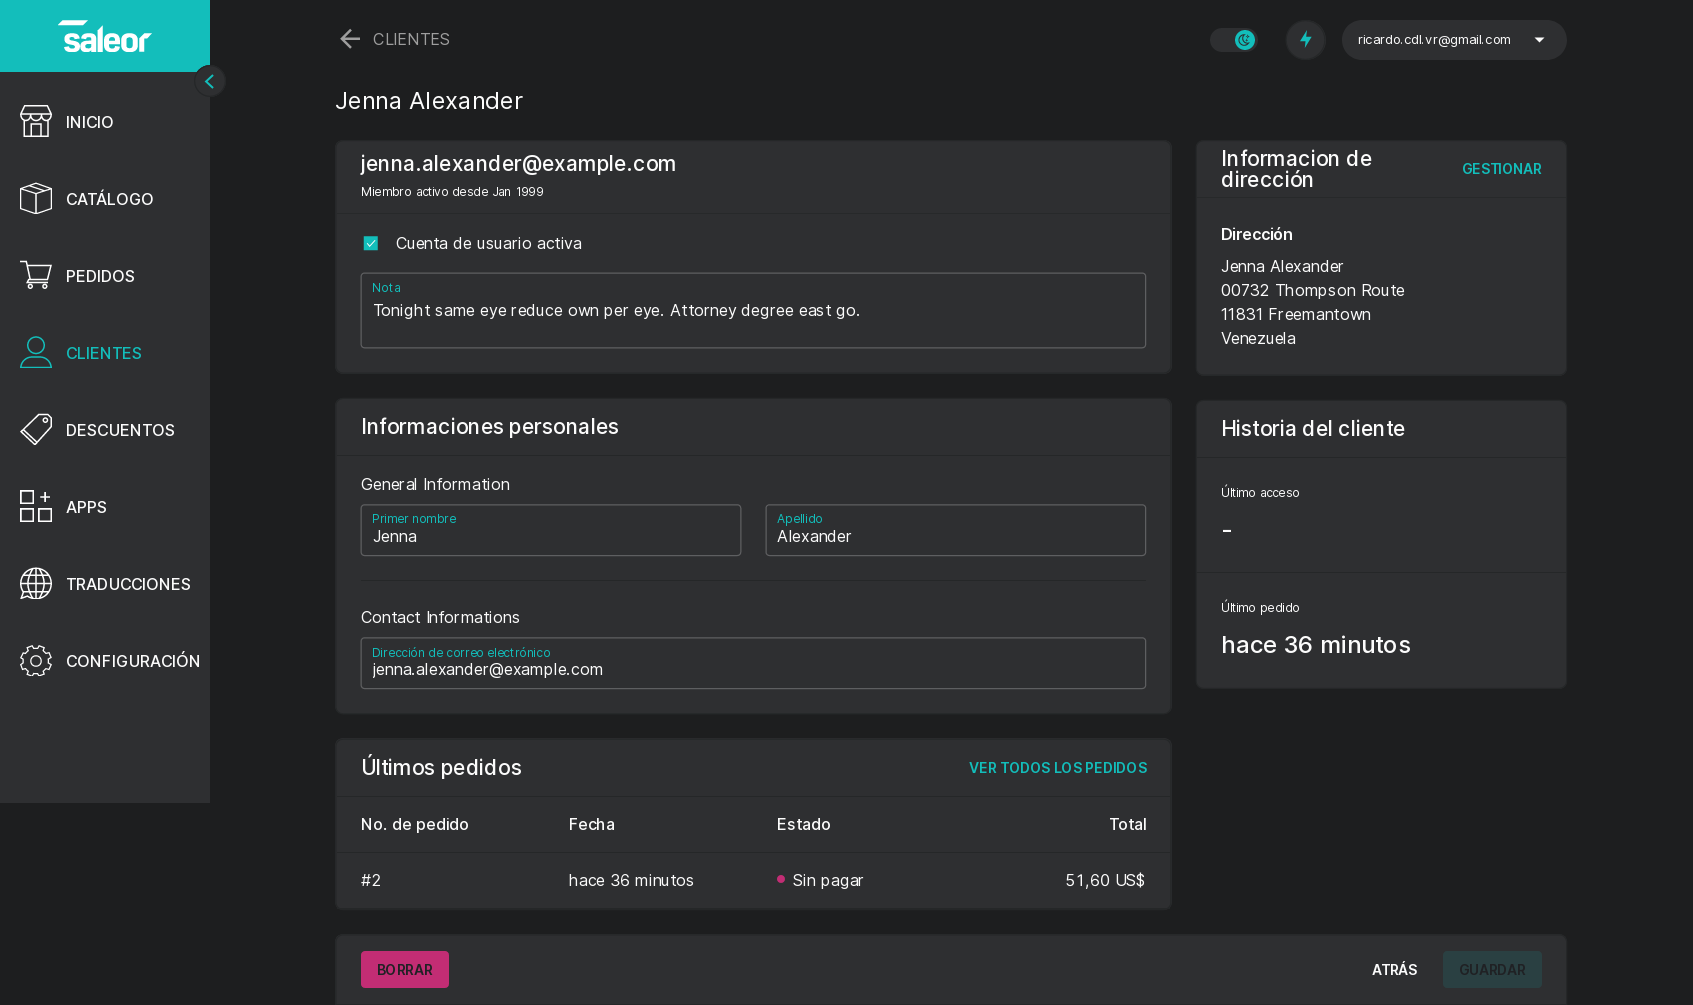 saleor
INICIO
CATÁLOGO
PEDIDOS
CLIENTES
DESCUENTOS
APPS
TRADUCCIONES
CONFIGURACIÓN
CLIENTES
ricardo.cdl.vr@gmail.com
Jenna Alexander
jenna.alexander@example.com
Miembro activo desde Jan 1999
Cuenta de usuario activa
Nota
Tonight same eye reduce own per eye. Attorney degree east go.
Informaciones personales
General Information
Primer nombre
Jenna
Apellido
Alexander
Contact Informations
Dirección de correo electrónico
jenna.alexander@example.com
Últimos pedidos
VER TODOS LOS PEDIDOS
No. de pedido Fecha Estado Total
#2 hace 36 minutos Sin pagar 51,60 US$
Informacion de
dirección
GESTIONAR
Dirección
Jenna Alexander
00732 Thompson Route
11831 Freemantown
Venezuela
Historia del cliente
Último acceso
-
Último pedido
hace 36 minutos
BORRAR
ATRÁS
GUARDAR